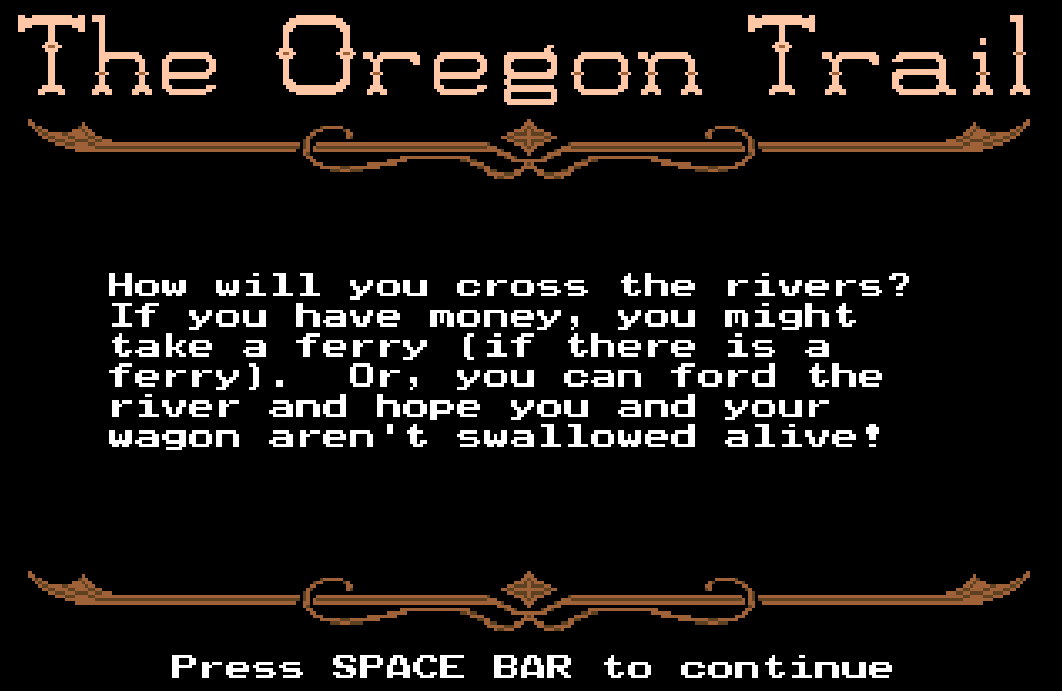 The Oregon Trail
How will you cross the rivers?
If you have money, you might
take a ferry (if there is a
ferry).  Or, you can ford the
river and hope you and your
wagon aren't swallowed alive!
Press SPACE BAR to continue